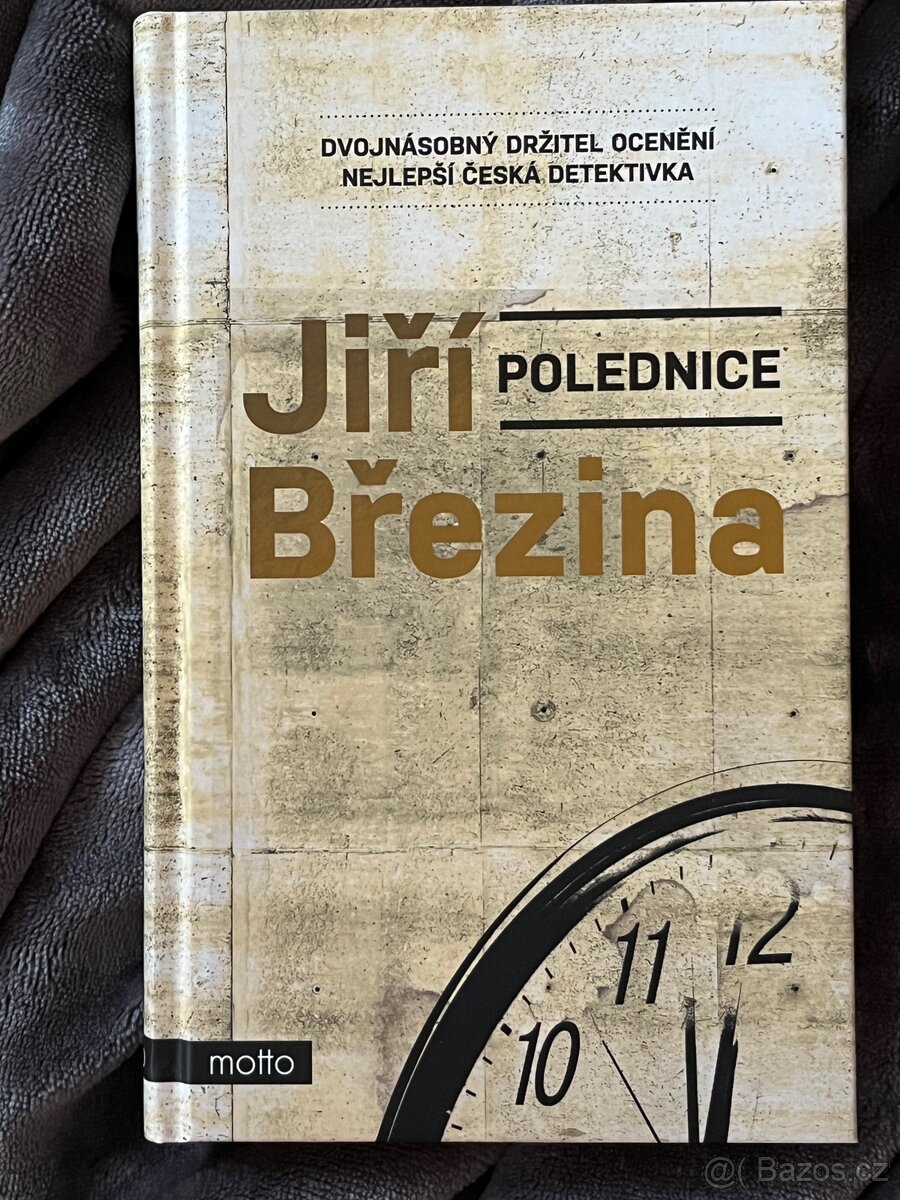 DVOJNÁSOBNÝ DRŽITEL OCENĚNÍ
NEJLEPŠÍ ČESKÁ DETEKTIVKA
Jiří
POLEDNICE
Březina
12
11
10
motto
@( Bazos.cz